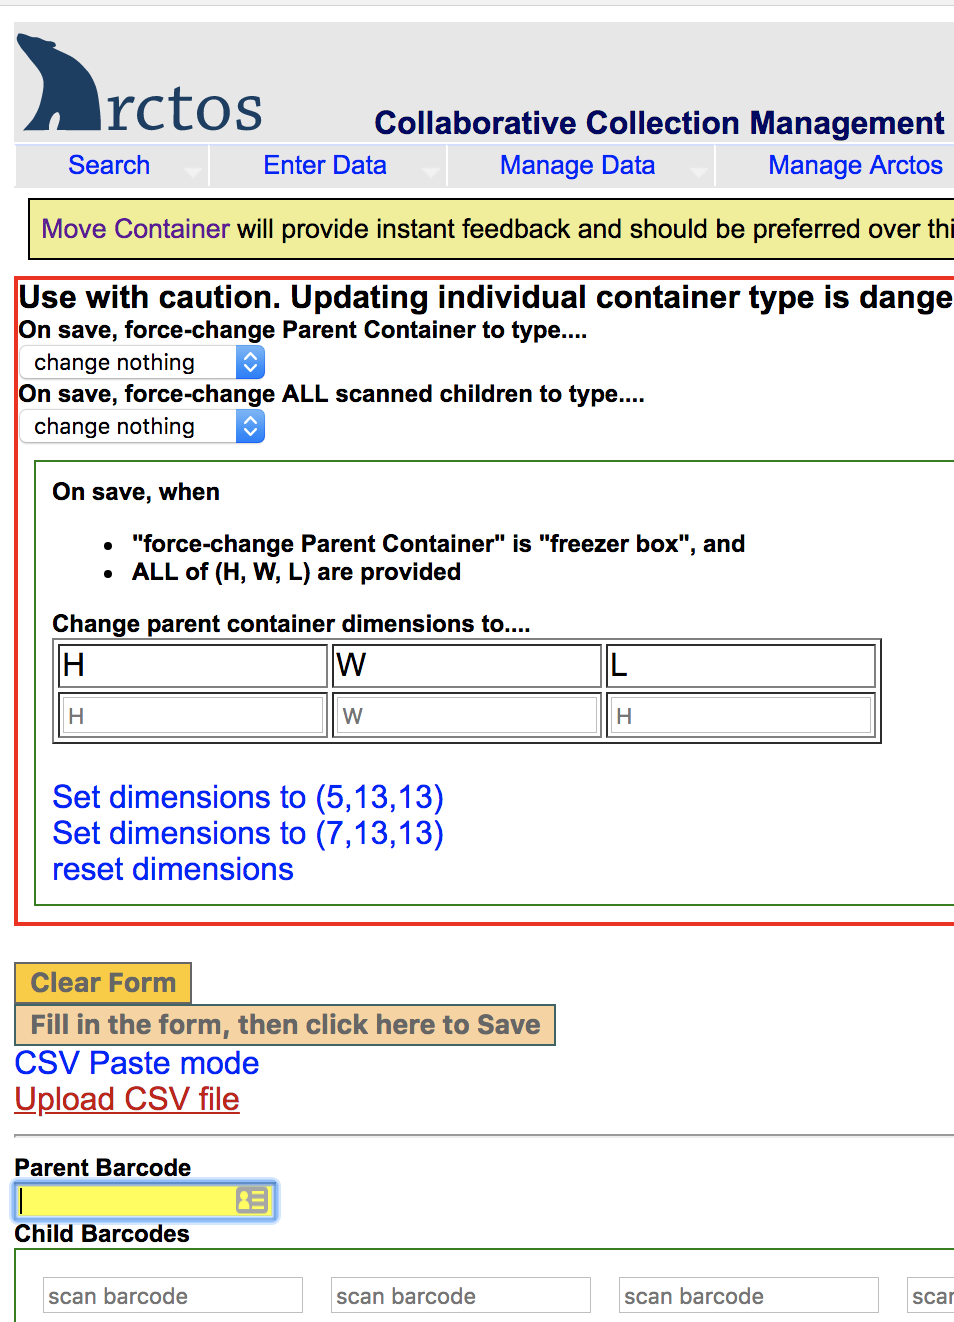 rctos
Collaborative Collection Management
Search Enter Data Manage Data Manage Arctos
Move Container will provide instant feedback and should be preferred over thi
Use with caution. Updating individual container type is dange
On save, force-change Parent Container to type....
change nothing
On save, force-change ALL scanned children to type....
change nothing
On save, when
• "force-change Parent Container" is "freezer box", and
• ALL of (H, W, L) are provided
Change parent container dimensions to....
H W L
H W H
Set dimensions to (5,13,13)
Set dimensions to (7,13,13)
reset dimensions
Clear Form
Fill in the form, then click here to Save
CSV Paste mode
Upload CSV file
Parent Barcode
Child Barcodes
scan barcode scan barcode scan barcode scar